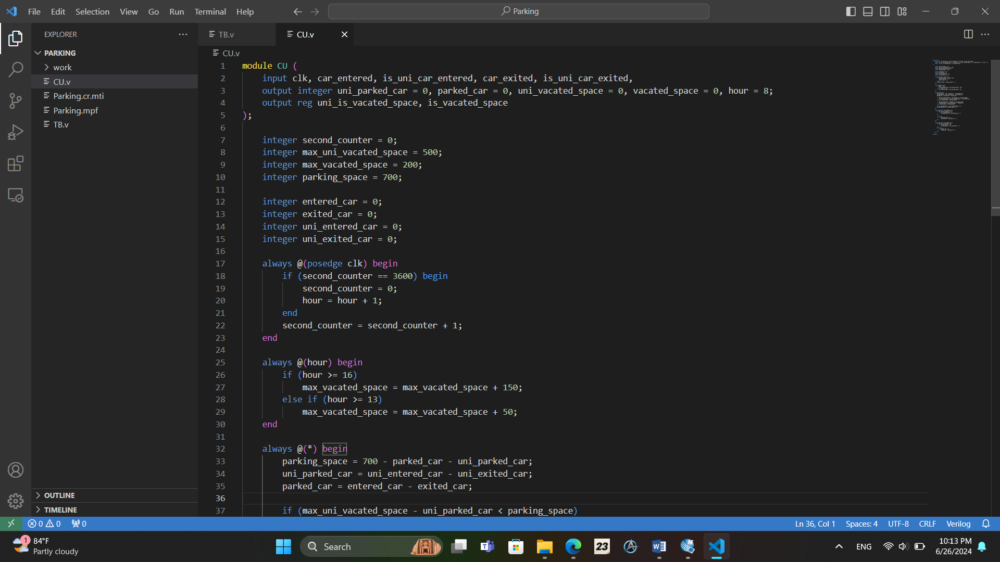 File Edit Selection View Go Run Terminal Help
Parking
EXPLORER
PARKING
work
CU.v
Parking.cr.mti
Parking.mpf
TB.v
OUTLINE
TIMELINE
TB.v
CU.v
CU.v
1 module CU (
2 input clk, car_entered, is_uni_car_entered, car_exited, is_uni_car_exited,
3 output integer uni_parked_car = 0, parked_car = 0, uni_vacated_space = 0, vacated_space = 0, hour = 8;
4 output reg uni_is_vacated_space, is_vacated_space
5 );
6
7 integer second_counter = 0;
8 integer max_uni_vacated_space = 500;
9 integer max_vacated_space = 200;
10 integer parking_space = 700;
11
12 integer entered_car = 0;
13 integer exited_car = 0;
14 integer uni_entered_car = 0;
15 integer uni_exited_car = 0;
16
17 always @(posedge clk) begin
18 if (second_counter == 3600) begin
19 second_counter = 0;
20 hour = hour + 1;
21 end
22 second_counter = second_counter + 1;
23 end
24
25 always @(hour) begin
26 if (hour >= 16)
27 max_vacated_space = max_vacated_space + 150;
28 else if (hour >= 13)
29 max_vacated_space = max_vacated_space + 50;
30 end
31
32 always @(*) begin
33 parking_space = 700 - parked_car - uni_parked_car;
34 uni_parked_car = uni_entered_car - uni_exited_car;
35 parked_car = entered_car - exited_car;
36
37 if (max_uni_vacated_space - uni_parked_car < parking_space)
0 0 0
Ln 36, Col 1 Spaces: 4 UTF-8 CRLF Verilog
1
84°F
Partly cloudy
Search
23
ENG
10:13 PM
6/26/2024